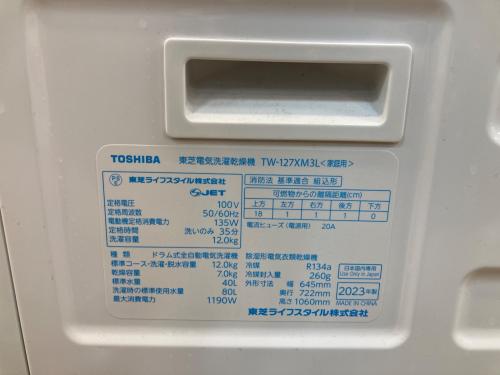 TOSHIBA 東芝電気洗濯乾燥機 TW-127XM3L<家庭用>
PSE 東芝ライフスタイル株式会社
JET
定格電圧 100V
定格周波数 50/60Hz
電動機定格消費電力 135W
洗いのみ 35分
洗濯容量 12.0kg
消防法 基準適合 組込形
可燃物からの離隔距離(cm)
上方 左方 右方 前方 後方 下方
18 1 1 1 1 0
電流ヒューズ(電源用) 20A
種類 ドラム式全自動電気洗濯機
標準コース・洗濯・脱水容量 12.0kg
乾燥容量 7.0kg
標準水量 40L
洗濯時の標準使用水量 80L
最大消費電力 1190W
除湿形電気衣類乾燥機
冷媒 R134a
冷媒封入量 260g
外形寸法 幅 645mm
奥行 722mm
高さ 1060mm
東芝ライフスタイル株式会社
日本国内専用
Use Only in Japan
2023年製
MADE IN CHINA